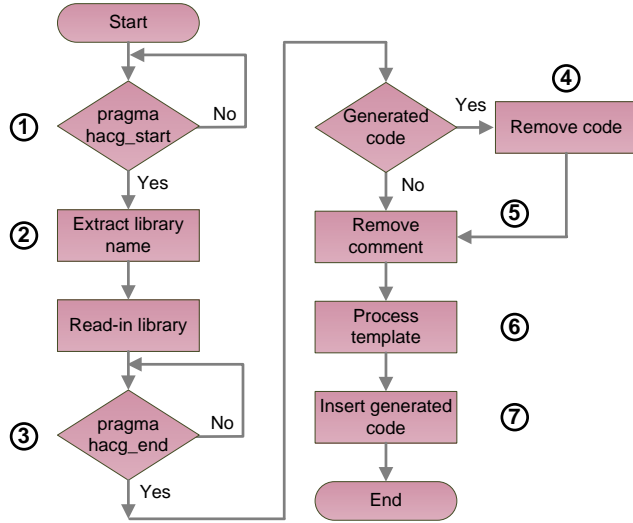 Start
1
pragma
hacg_start
No
Yes
2
Extract library
name
Read-in library
3
pragma
hacg_end
No
Yes
Generated
code
Yes
4
Remove code
No
5
Remove
comment
Process
template
6
Insert generated
code
7
End